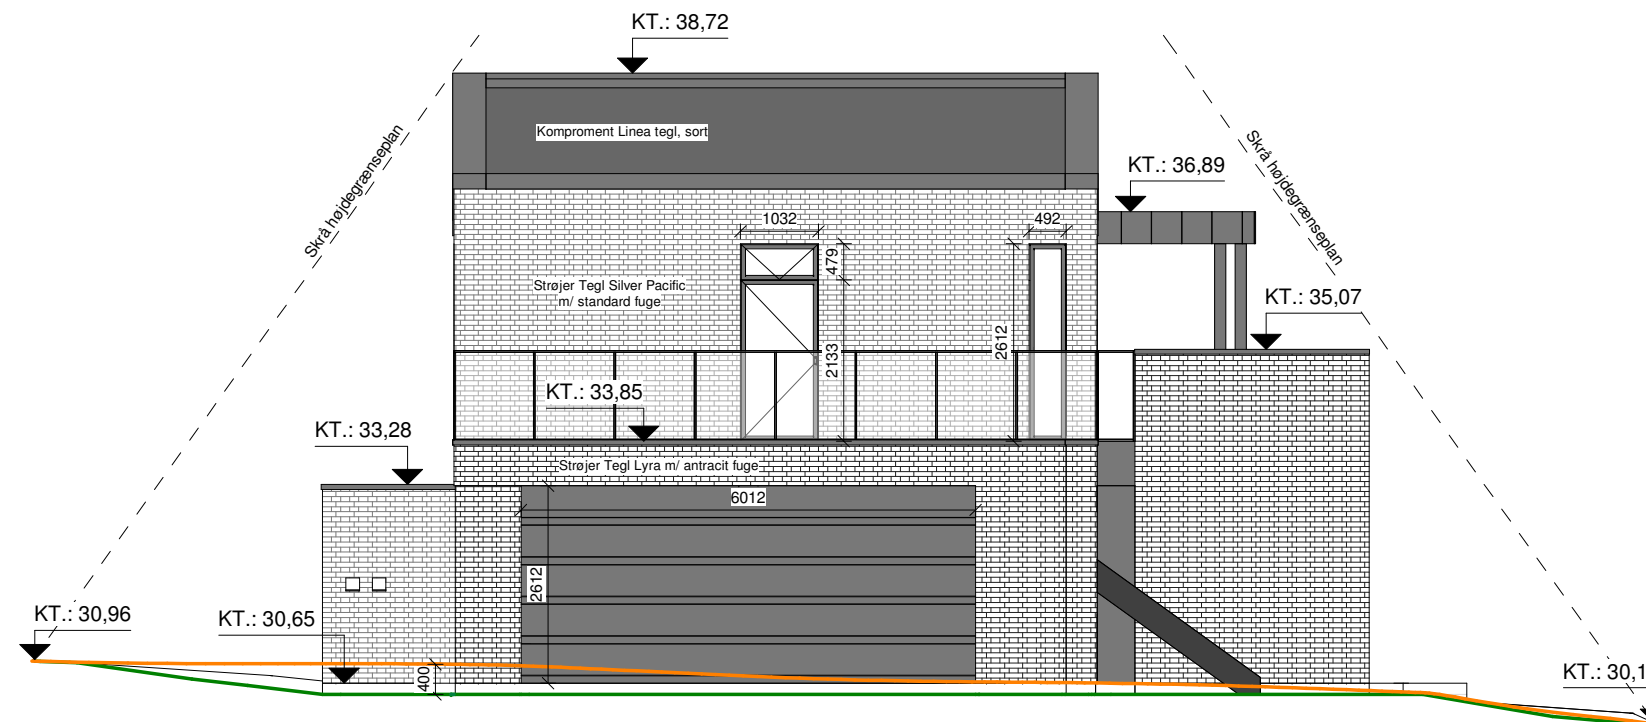 KT.: 38,72
Skrå højdegrænseplan
Komproment Linea tegl, sort
Skrå højdegrænseplan
KT.: 36,89
1032
492
479
Strøjer Tegl Silver Pacific
m/ standard fuge
KT.: 35,07
2612
2133
KT.: 33,85
KT.: 33,28
Strøjer Tegl Lyra m/ antracit fuge
6012
2612
KT.: 30,96
KT.: 30,65
400
KT.: 30,1